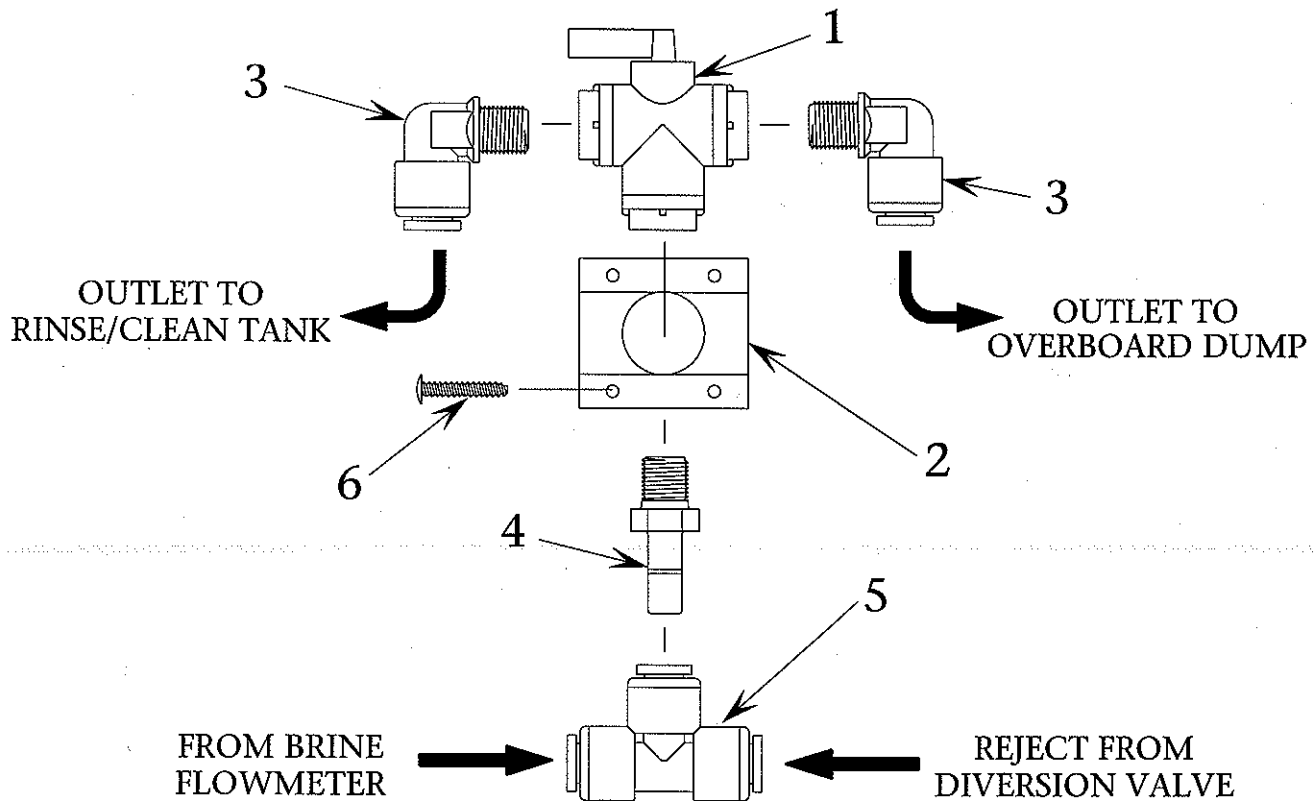 1
3
3
OUTLET TO
RINSE/CLEAN TANK
OUTLET TO
OVERBOARD DUMP
2
6
4
5
FROM BRINE
FLOWMETER
REJECT FROM
DIVERSION VALVE